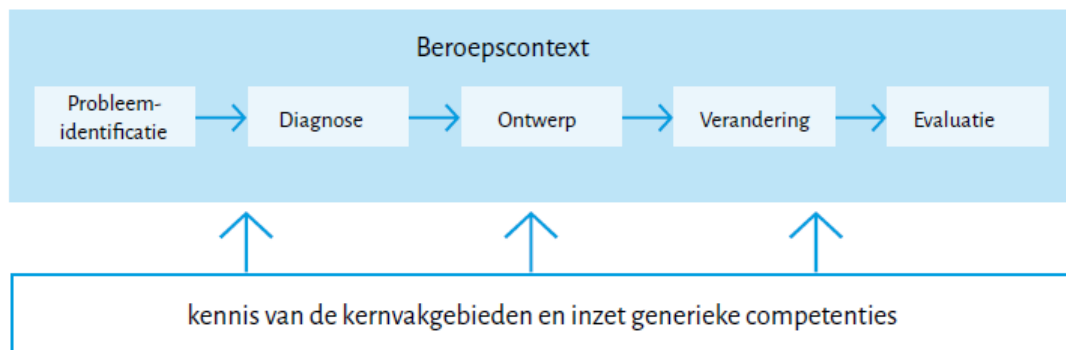 Beroepscontext
Probleem-
identificatie
Diagnose
Ontwerp
Verandering
Evaluatie
kennis van de kernvakgebieden en inzet generieke competenties